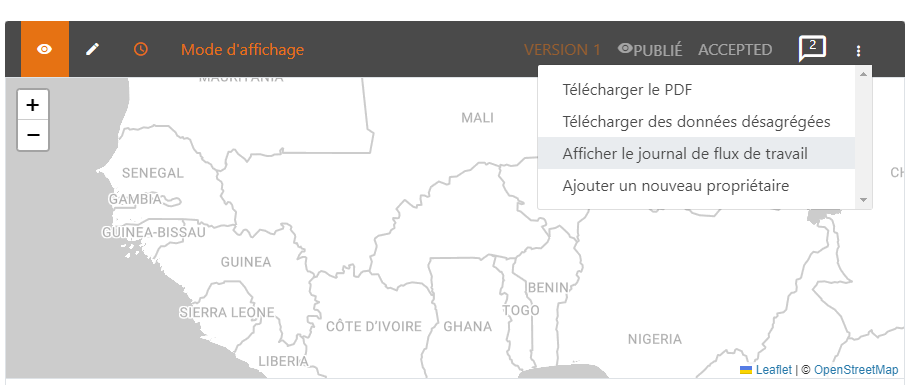 Mode d'affichage
VERSION 1
PUBLIÉ
ACCEPTED
2
Télécharger le PDF
Télécharger des données désagrégées
Afficher le journal de flux de travail
Ajouter un nouveau propriétaire
+
−
MAURITANIA
MALI
SENEGAL
GAMBIA
GUINEA-BISSAU
GUINEA
SIERRA LEONE
LIBERIA
CÔTE D'IVOIRE
GHANA
TOGO
BENIN
NIGERIA
CH
Leaflet | © OpenStreetMap